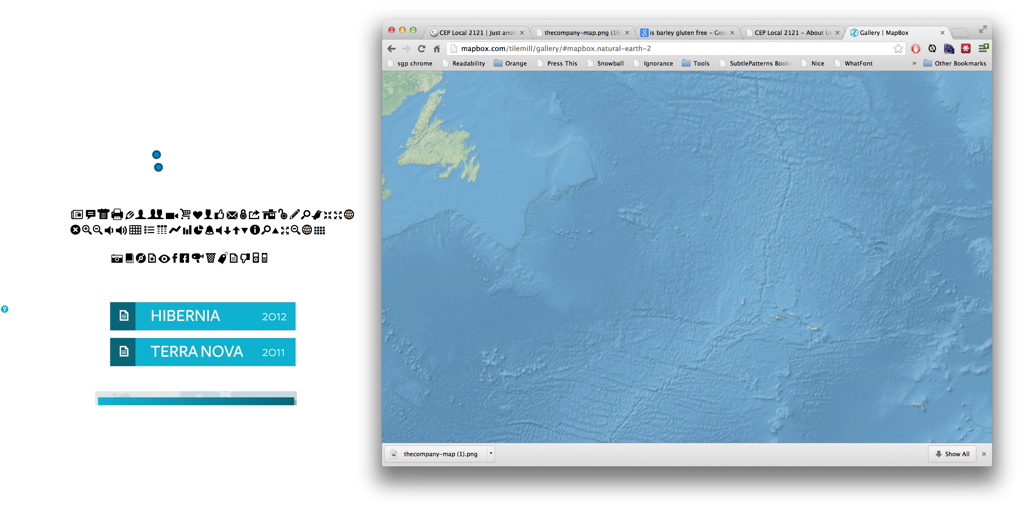 CEP Local 2121 | Just anot
thecompany-map.png (16
is barley gluten free - Goo
CEP Local 2121 - About U
Gallery | MapBox
mapbox.com/tilemill/gallery/#mapbox.natural-earth-2
sgp chrome
Readability
Orange
Press This
Snowball
Ignorance
Tools
SubtlePatterns Book
Nice
WhatFont
»
Other Bookmarks
HIBERNIA 2012
TERRA NOVA 2011
thecompany-map (1).png
Show All